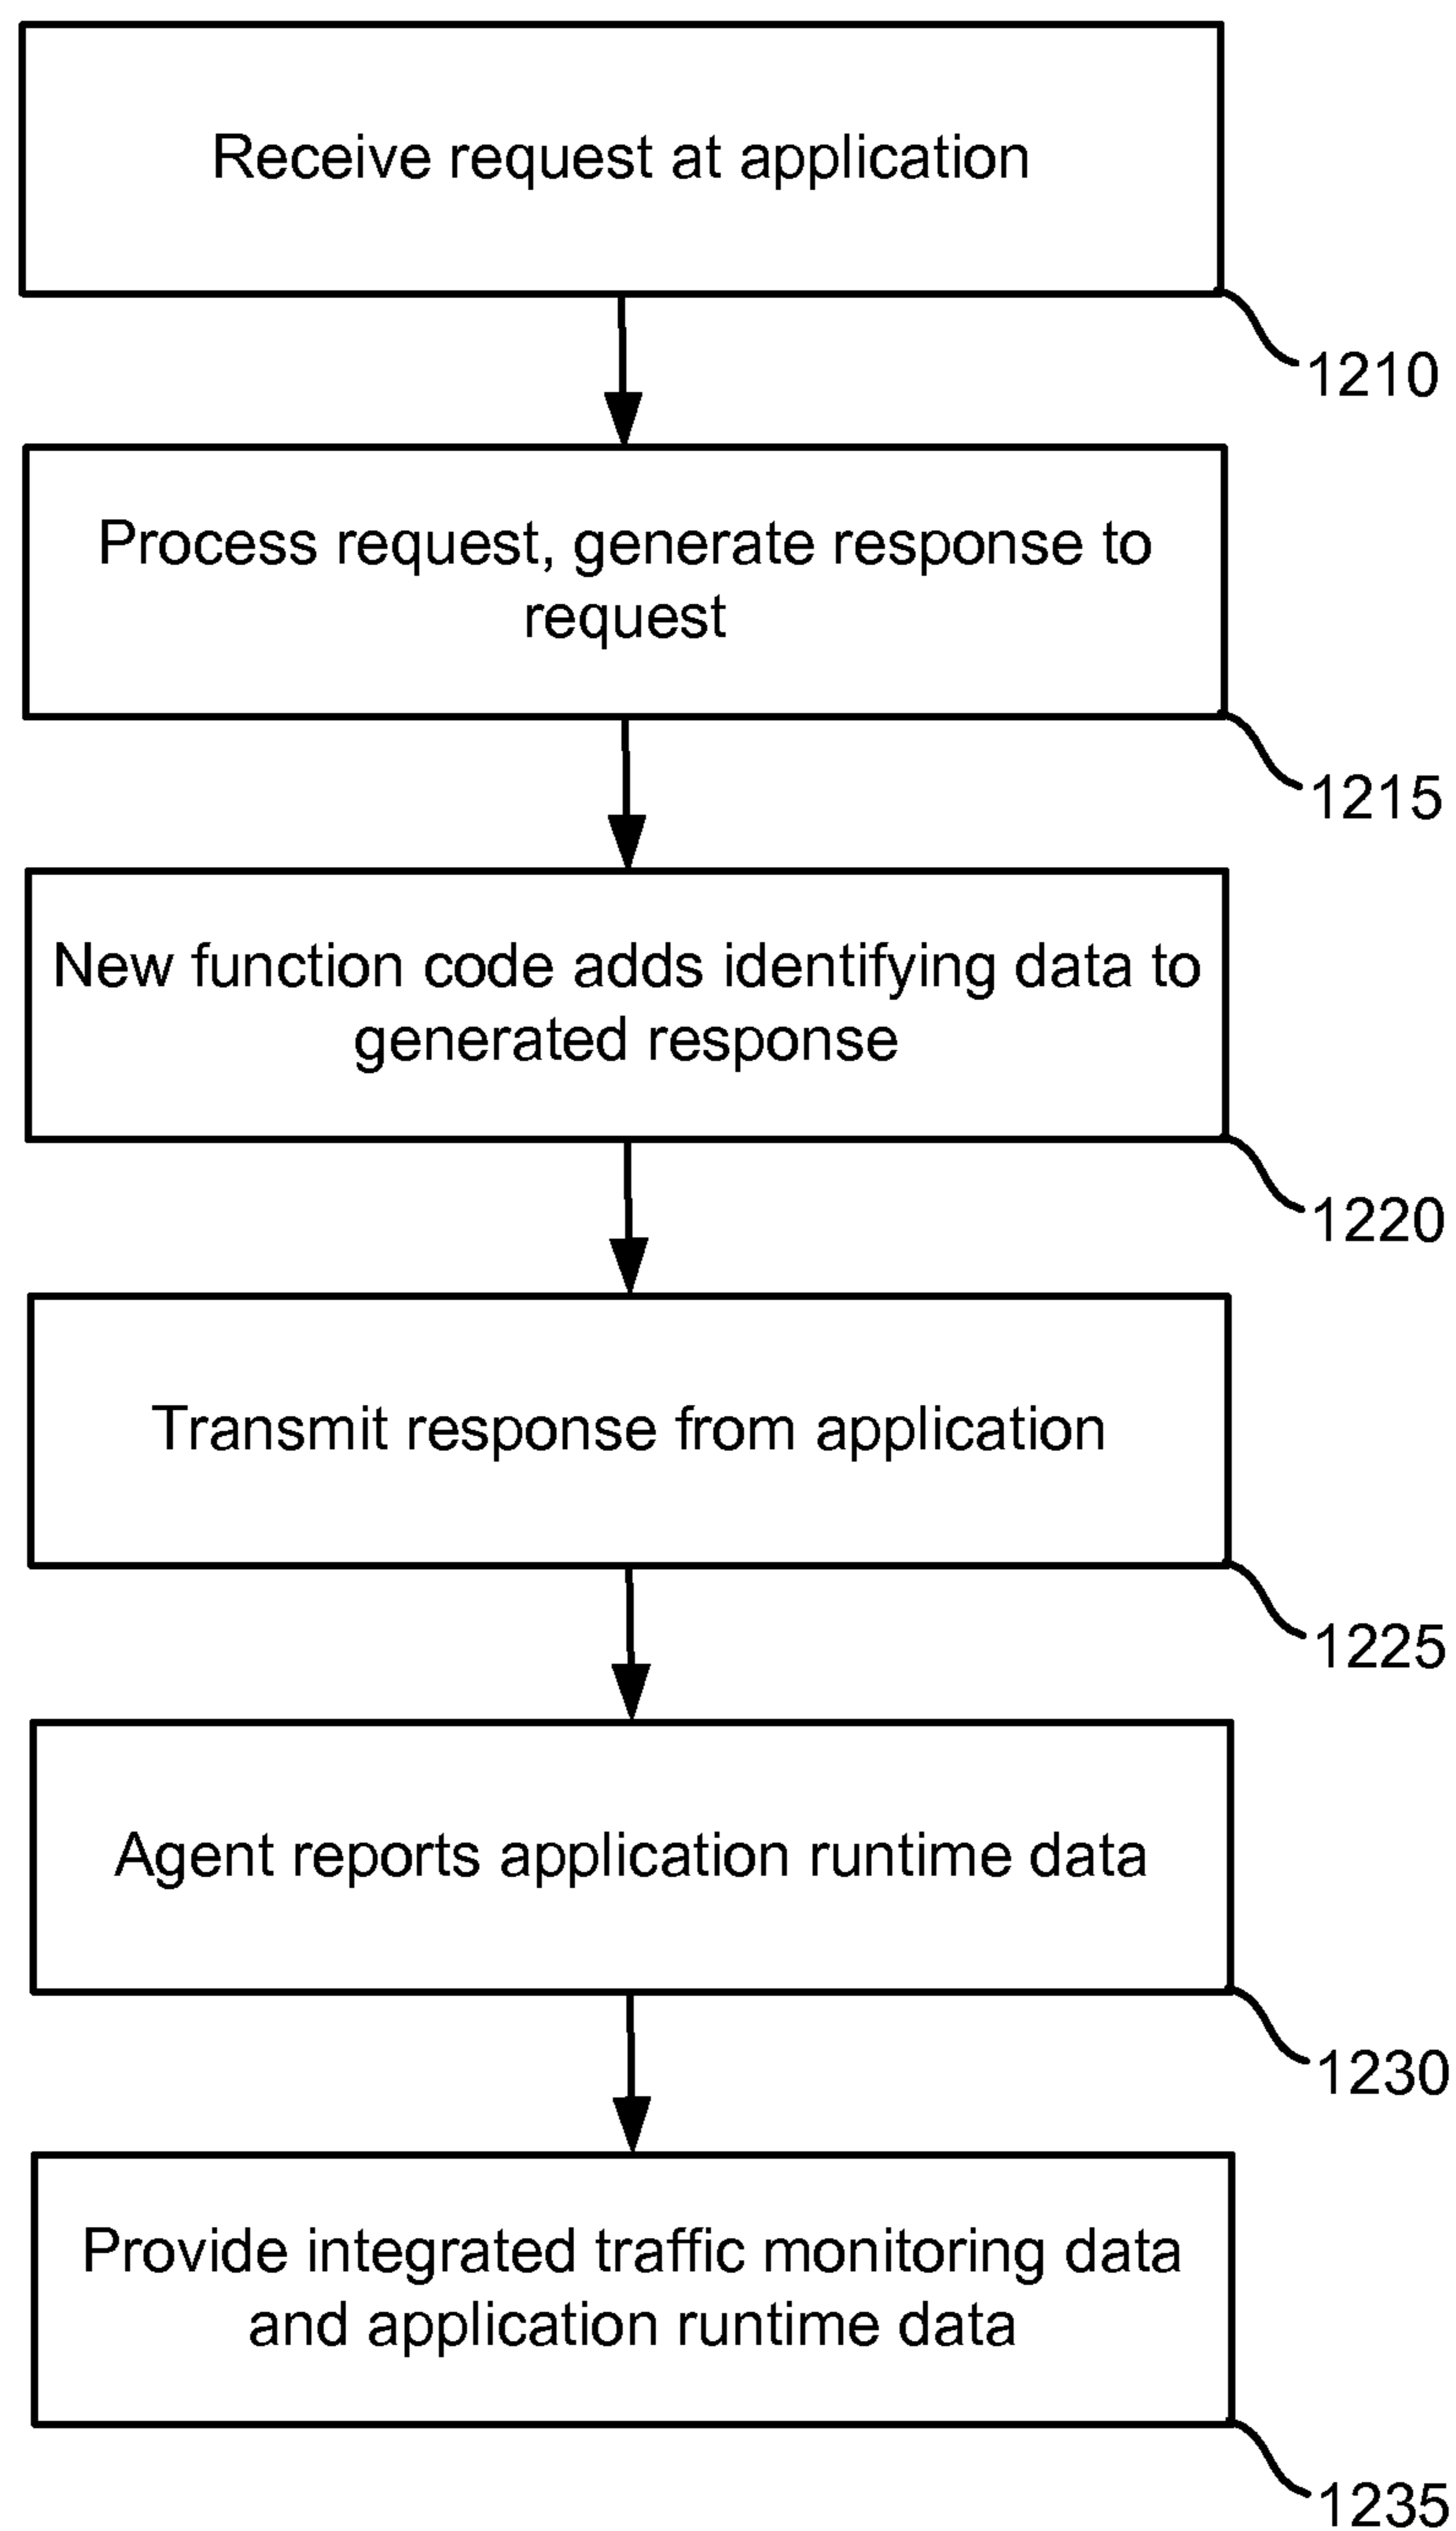 Receive request at application
1210
Process request, generate response to
request
1215
New function code adds identifying data to
generated response
1220
Transmit response from application
1225
Agent reports application runtime data
1230
Provide integrated traffic monitoring data
and application runtime data
1235